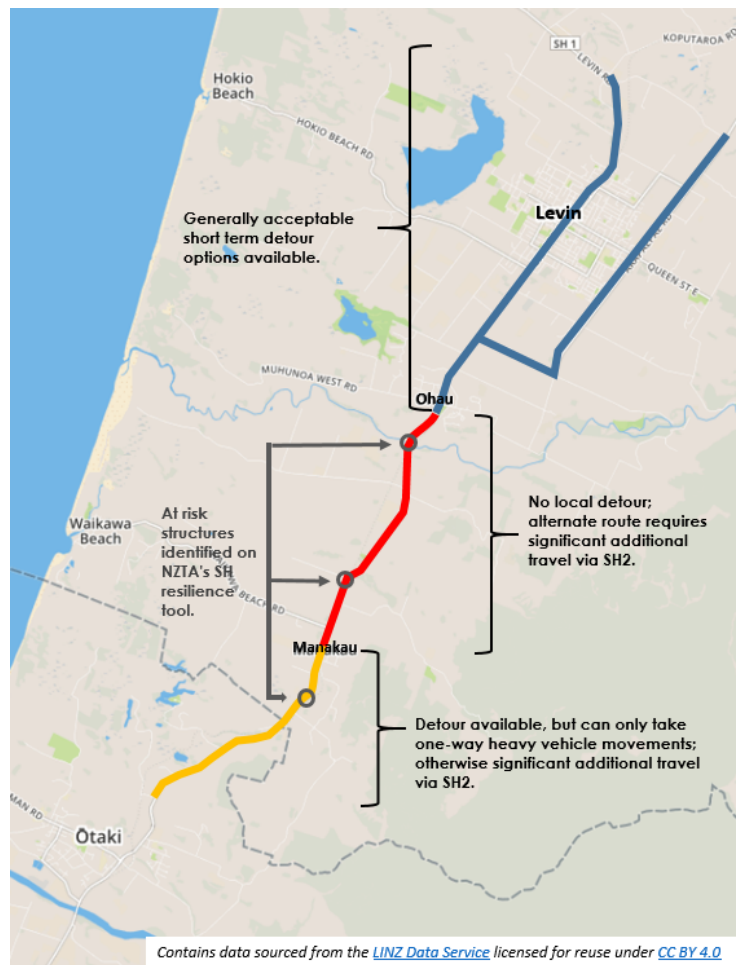 SH 1
KOPUTAROA RD
LEVIN RD
Hokio
Beach
HOKIO BEACH RD
Generally acceptable
short term detour
options available.
Levin
QUEEN ST E
MUHUNOA WEST RD
Ohau
At risk
structures
identified on
NZTA's SH
resilience
tool.
Waikawa
Beach
BEACH RD
No local detour;
alternate route requires
significant additional
travel via SH2.
Manakau
Detour available, but can only take
one-way heavy vehicle movements;
otherwise significant additional travel
via SH2.
MAN RD
Ōtaki
Contains data sourced from the LINZ Data Service licensed for reuse under CC BY 4.0